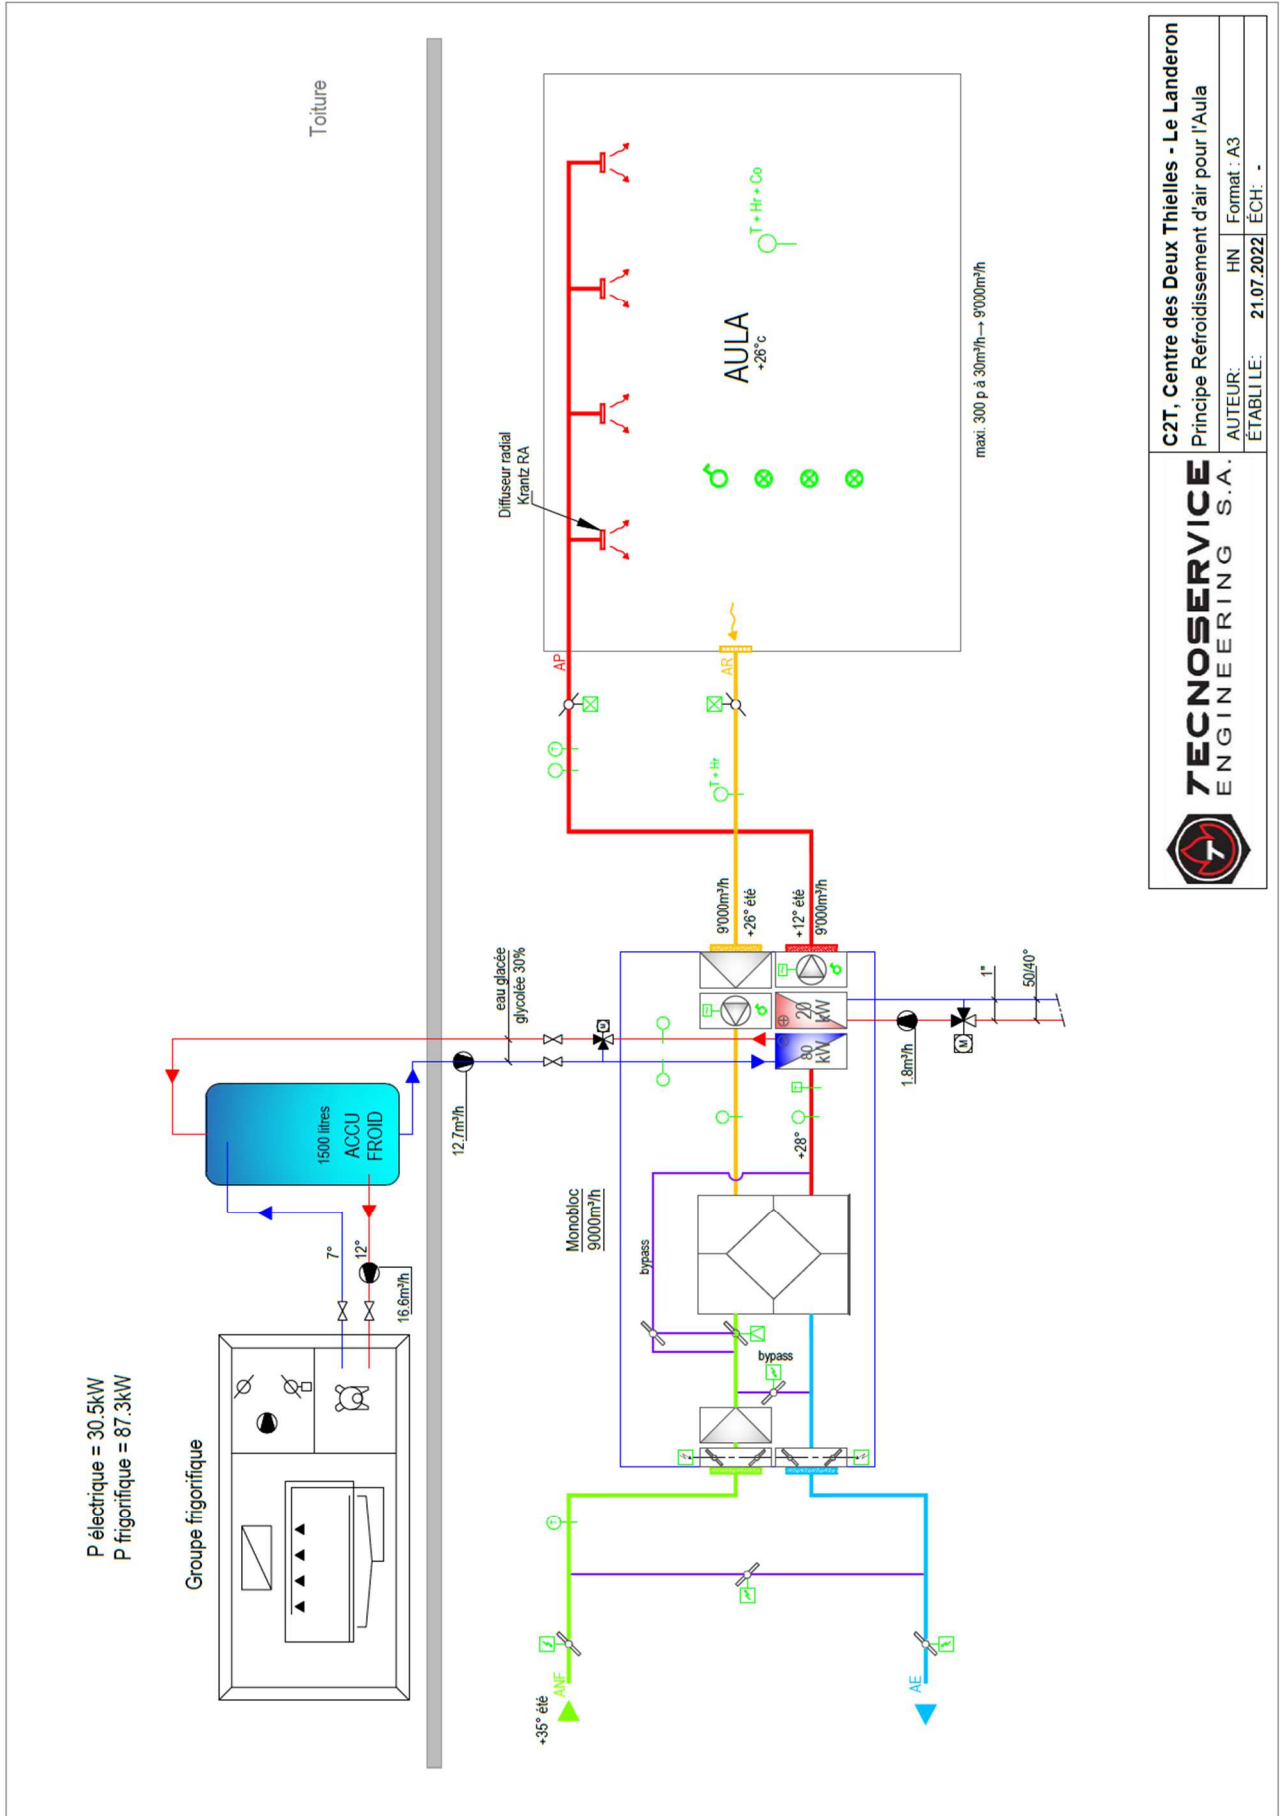 P électrique = 30.5kW
P frigorifique = 87.3kW
Groupe frigorifique
Toiture
7°
12°
16.6m³/h
1500 litres
ACCU
FROID
12.7m³/h
eau glacée
glycolée 30%
M
Diffuseur radial
Krantz RA
AP
T
AR
T + Hr
AULA
+26°c
T + Hr + Co
maxi. 300 p à 30m³/h→ 9'000m³/h
Monobloc
9000m³/h
bypass
bypass
+28°
T
80
kW
20
kW
9'000m³/h
+26° été
+12° été
9'000m³/h
1.8m³/h
M
1"
50/40°
+35° été
ANF
T
AE
TECNOSERVICE
ENGINEERING S.A.
C2T, Centre des Deux Thielles - Le Landeron
Principe Refroidissement d'air pour l'Aula
AUTEUR: HN Format : A3
ÉTABLI LE: 21.07.2022 ÉCH: -